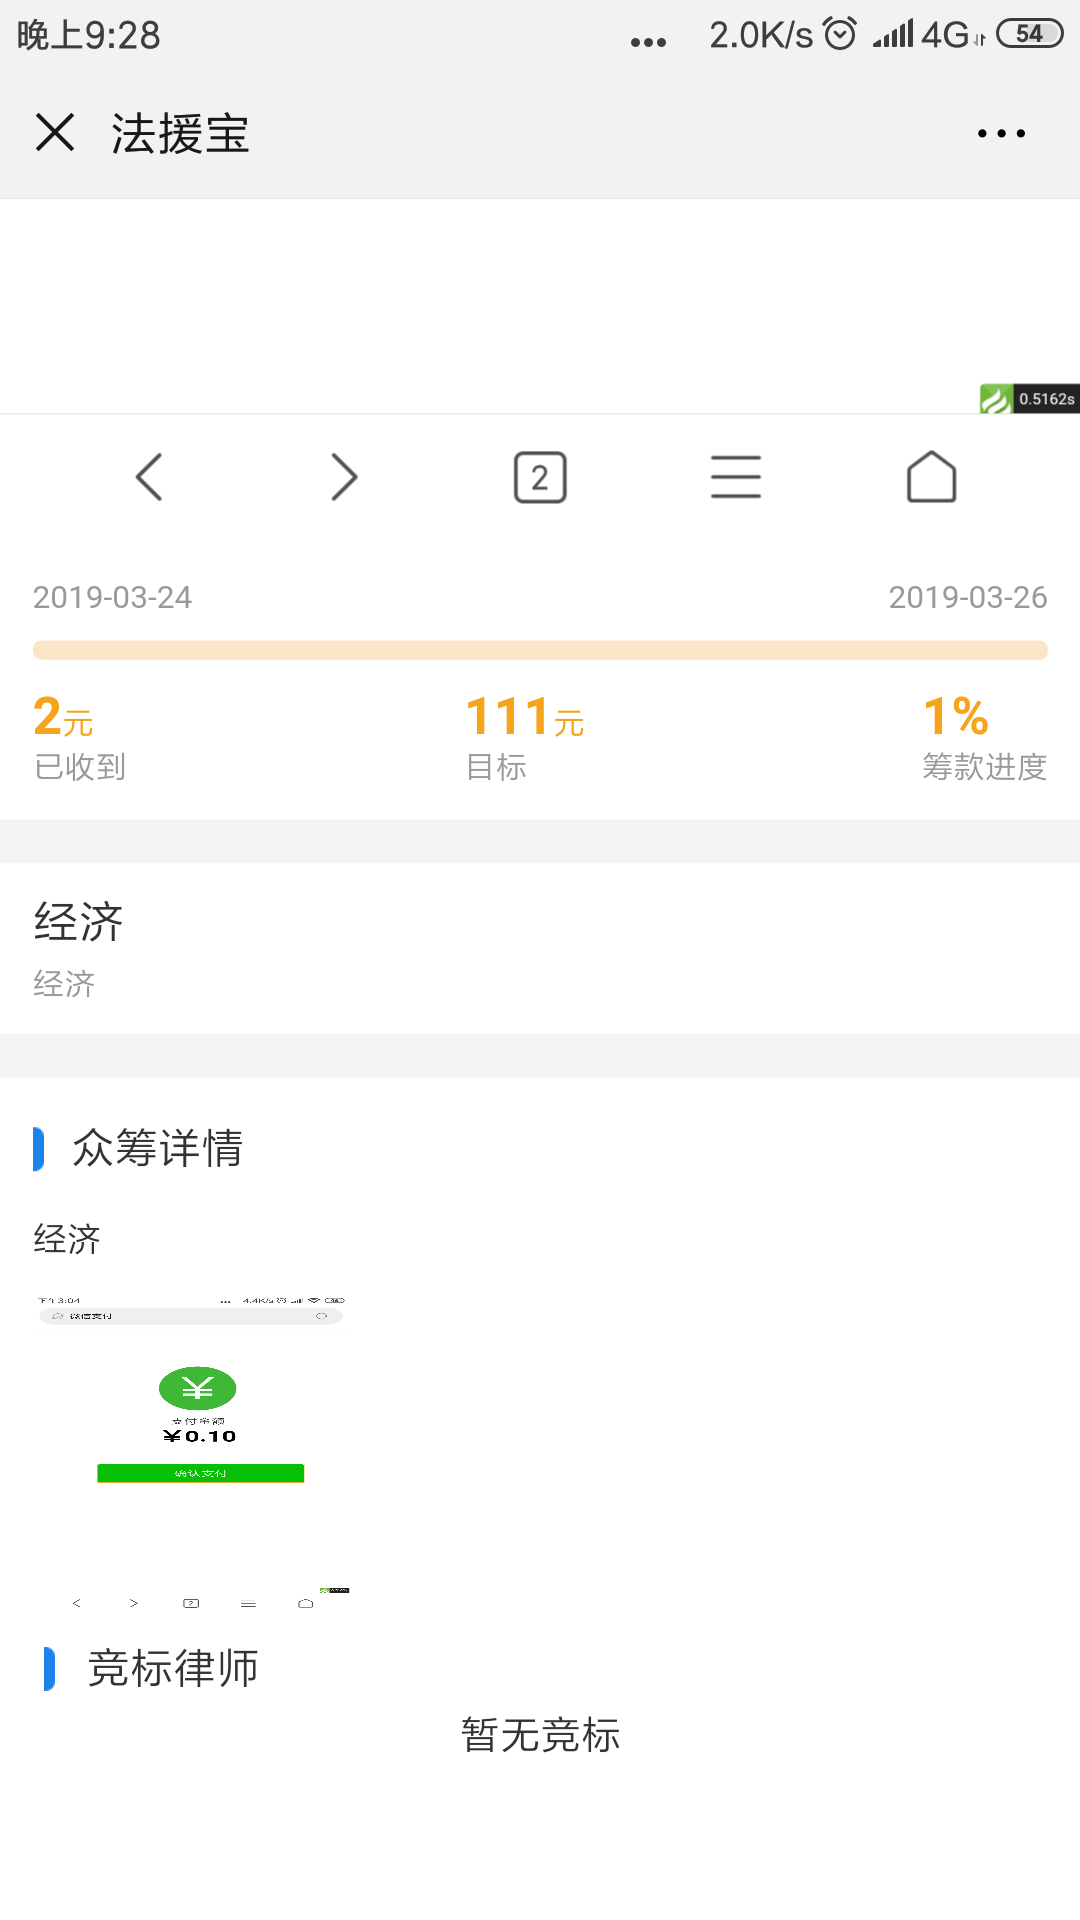 晚上9:28 ... 2.0K/s 4G 54
法援宝
0.5162s
2
2019-03-24 2019-03-26
2元 111元 1%
已收到 目标 筹款进度
经济
经济
众筹详情
经济
下午3:04 ... 4.4K/s
微信支付
¥
支付金额
¥0.10
确认支付
2
竞标律师
暂无竞标